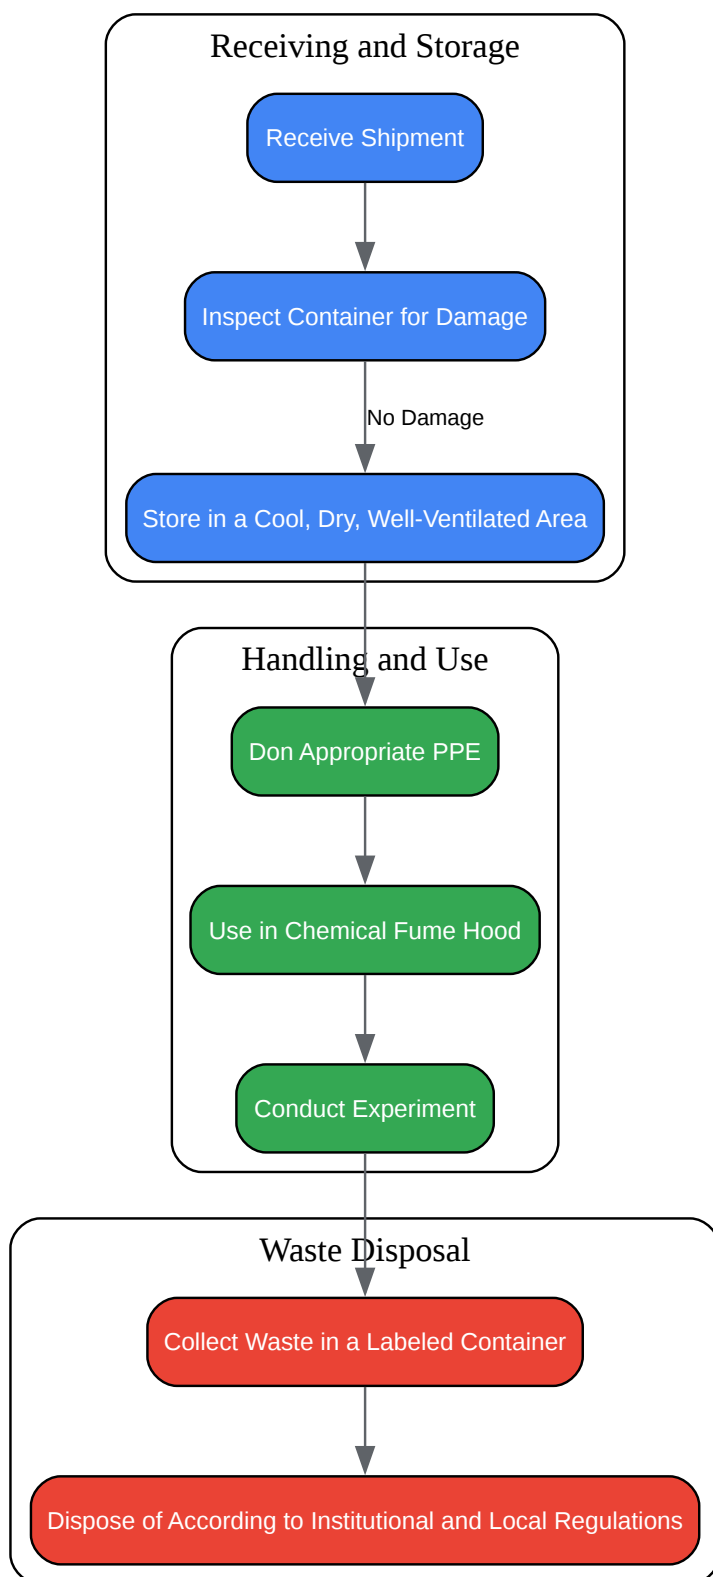 Receiving and Storage
Receive Shipment
Inspect Container for Damage
No Damage
Store in a Cool, Dry, Well-Ventilated Area
Handling and Use
Don Appropriate PPE
Use in Chemical Fume Hood
Conduct Experiment
Waste Disposal
Collect Waste in a Labeled Container
Dispose of According to Institutional and Local Regulations